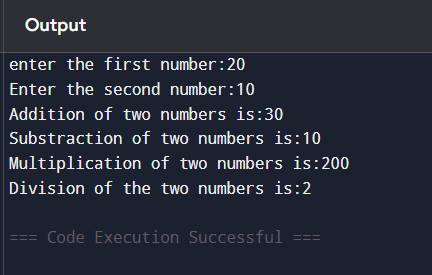 Output
enter the first number:20
Enter the second number:10
Addition of two numbers is:30
Substraction of two numbers is:10
Multiplication of two numbers is:200
Division of the two numbers is:2
=== Code Execution Successful ===